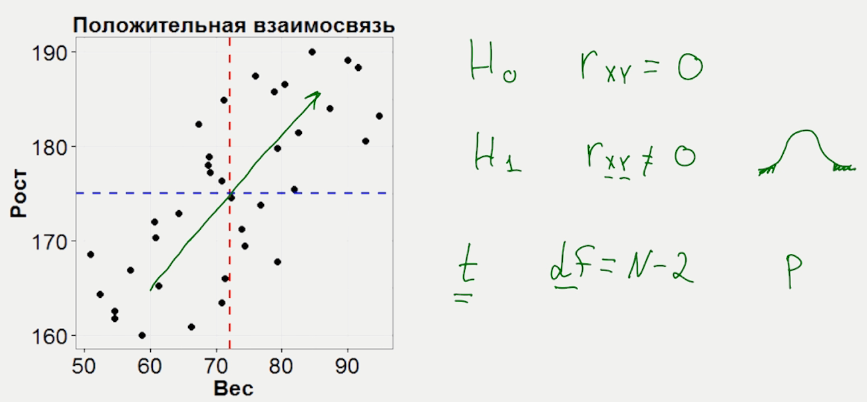 Положительная взаимосвязь
190
180
170
160
Рост
50 60 70 80 90
Вес
H₀ rxy = 0
H₁ rxy ≠ 0
t df = N-2 p